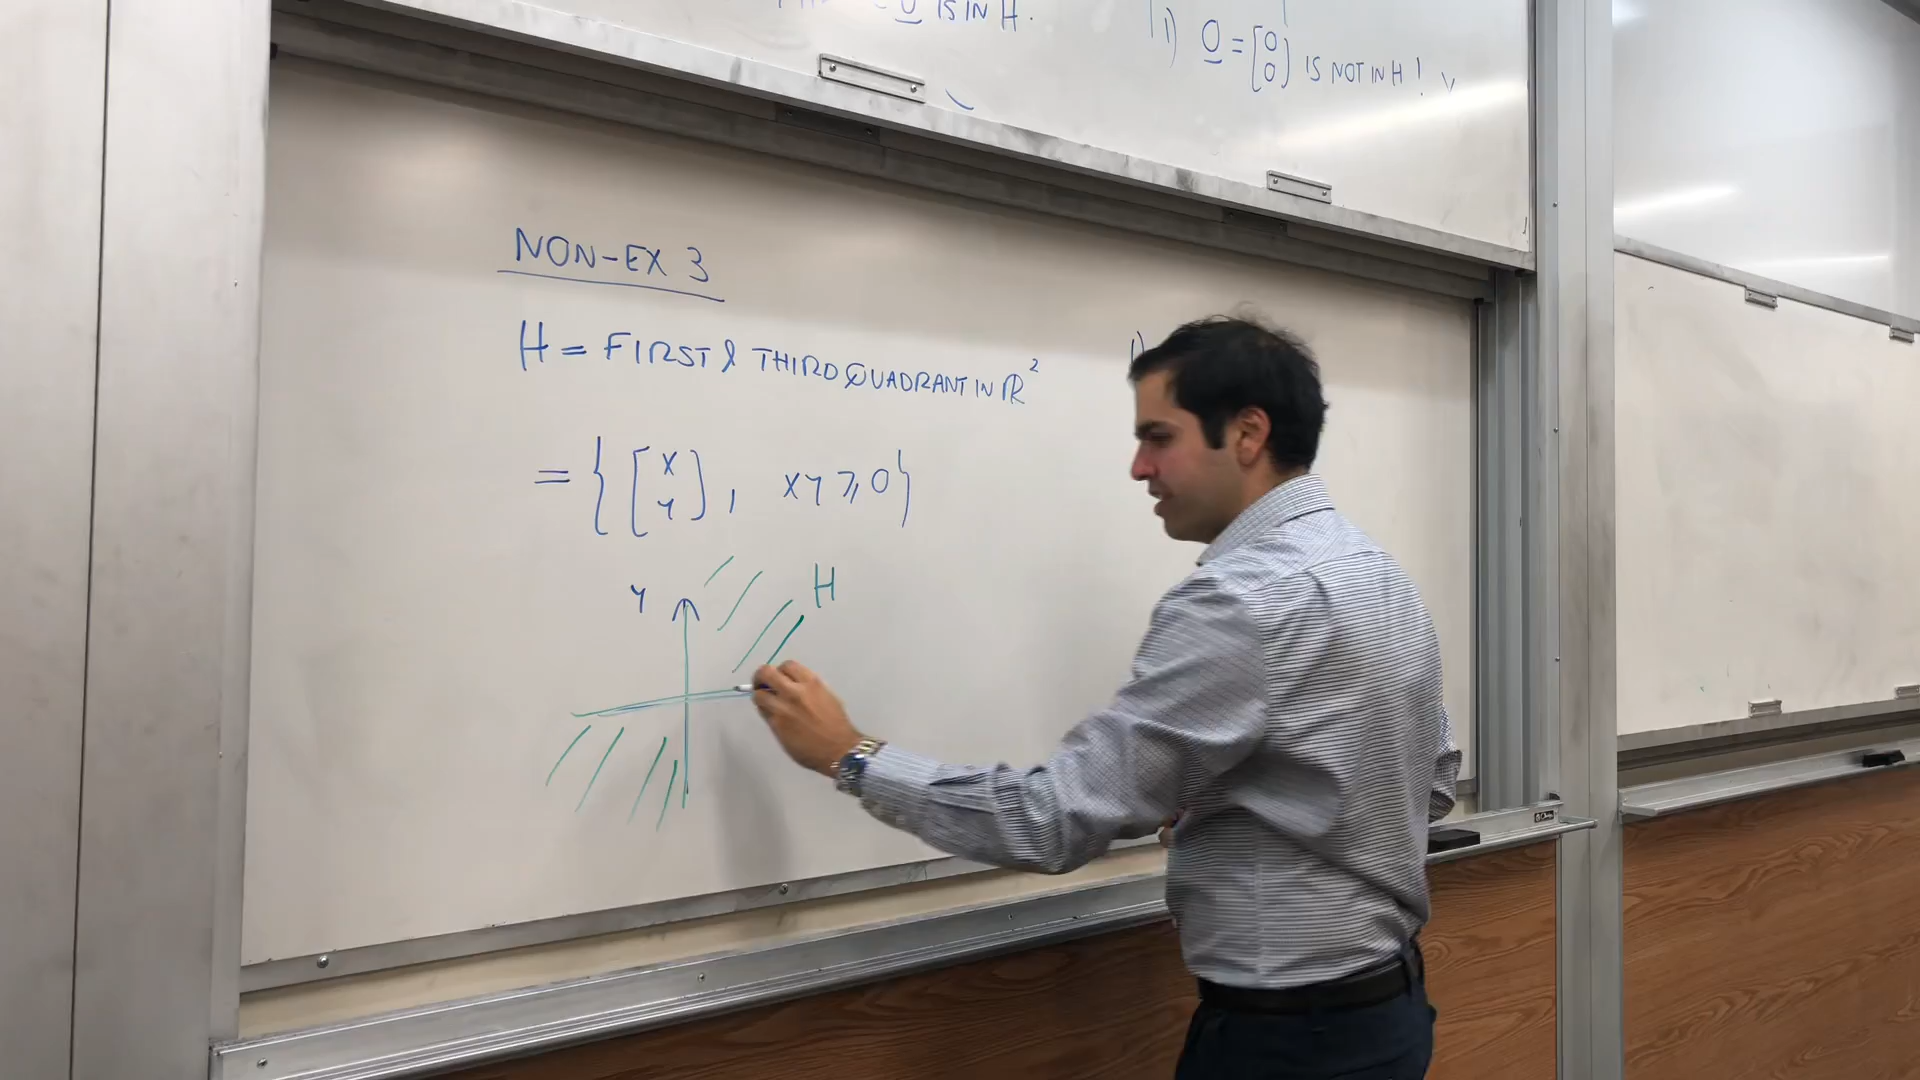 IS IN H.
1) 0 = [0 0] IS NOT IN H!
NON-EX 3
H = FIRST & THIRD QUADRANT IN ℝ²
1)
= { [x y], xy ⩾ 0 }
Y
H